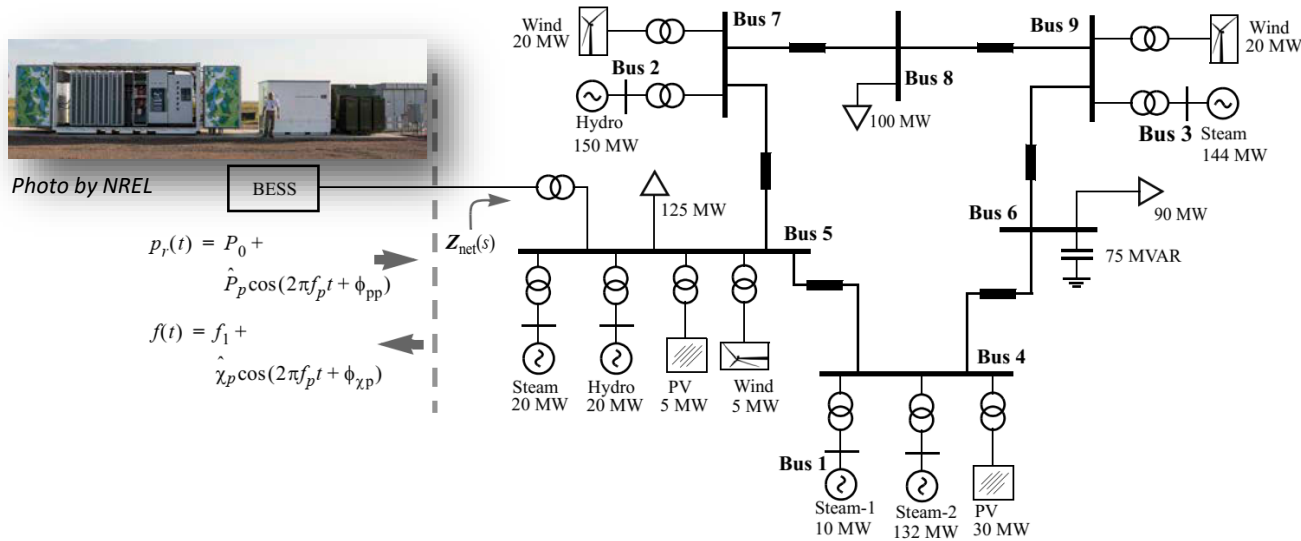 Wind
20 MW
Bus 7
Bus 9
Wind
20 MW
Bus 2
Hydro
150 MW
Bus 8
100 MW
Bus 3
Steam
144 MW
Photo by NREL
BESS
125 MW
Bus 6
90 MW
75 MVAR
Z_net(s)
Bus 5
p_r(t) = P_0 +
P̂_p cos(2πf_p t + ϕ_pp)
f(t) = f_1 +
χ̂_p cos(2πf_p t + ϕ_χp)
Bus 4
Steam
20 MW
Hydro
20 MW
PV
5 MW
Wind
5 MW
Bus 1
Steam-1
10 MW
Steam-2
132 MW
PV
30 MW